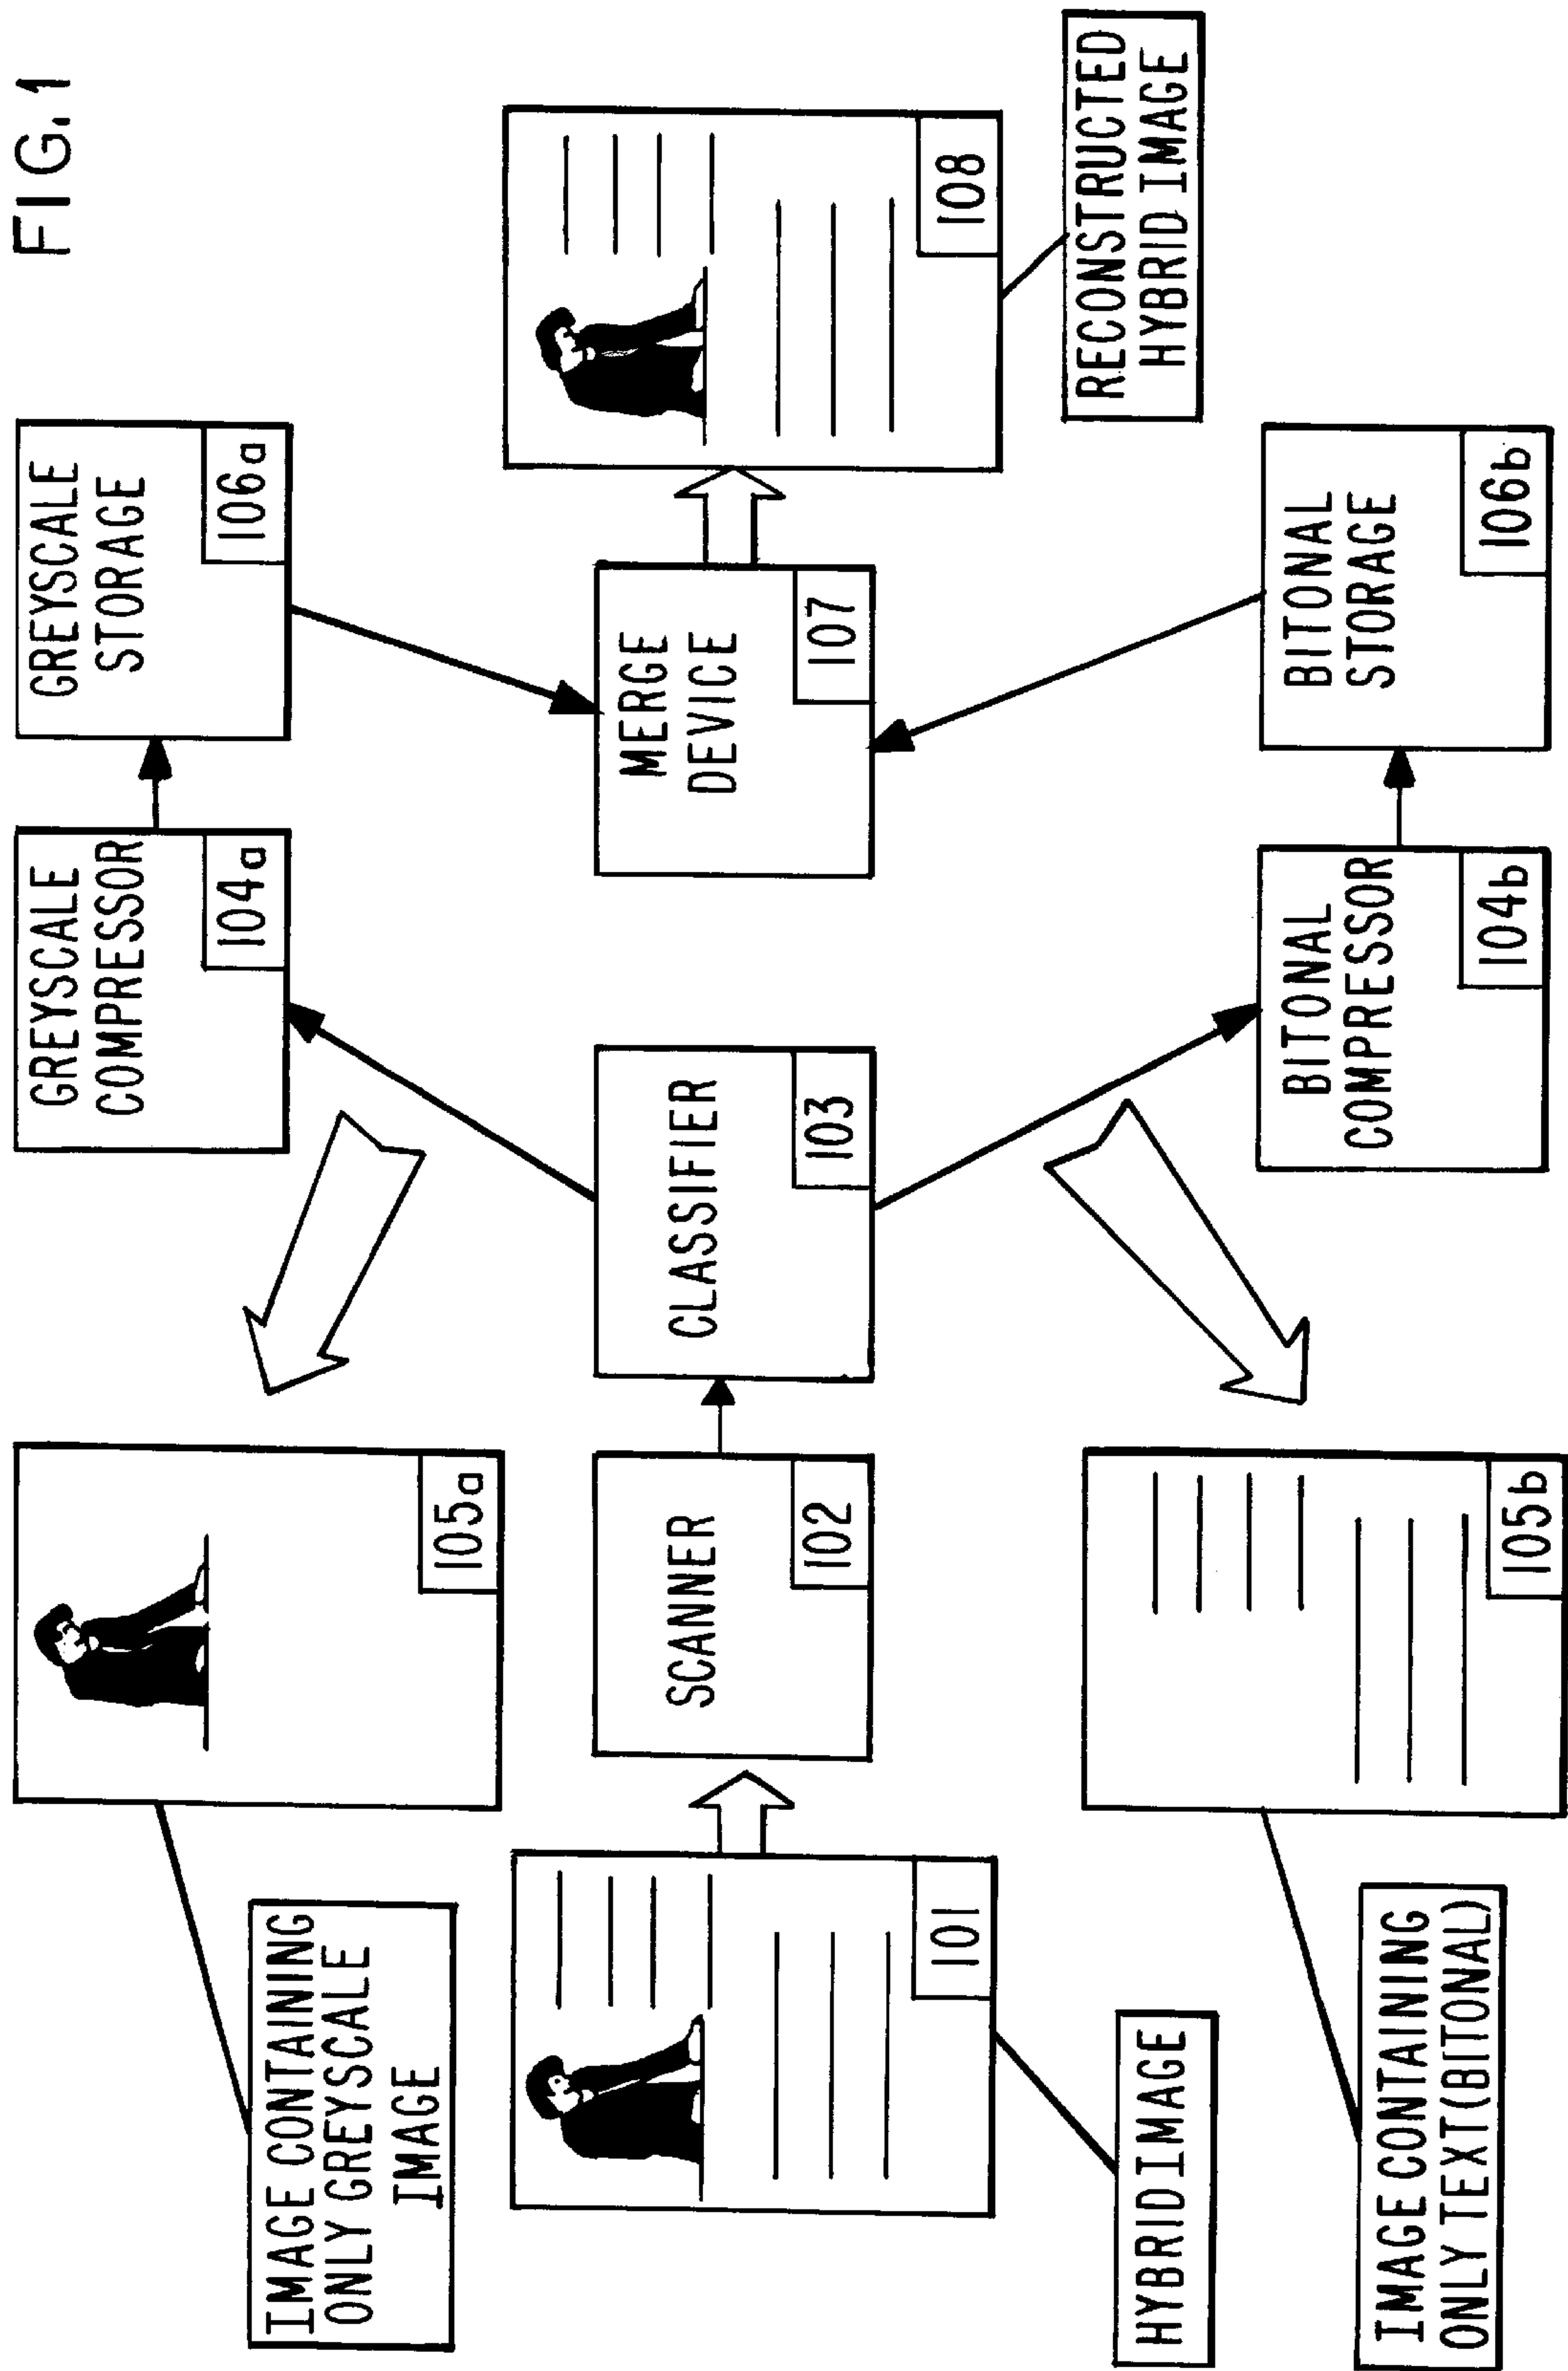 FIG.1
IMAGE CONTAINING
ONLY GREYSCALE
IMAGE
105a
GREYSCALE
COMPRESSOR
104a
GREYSCALE
STORAGE
106a
HYBRID IMAGE
101
SCANNER
102
CLASSIFIER
103
MERGE
DEVICE
107
108
RECONSTRUCTED
HYBRID IMAGE
IMAGE CONTAINING
ONLY TEXT(BITONAL)
105b
BITONAL
COMPRESSOR
104b
BITONAL
STORAGE
106b